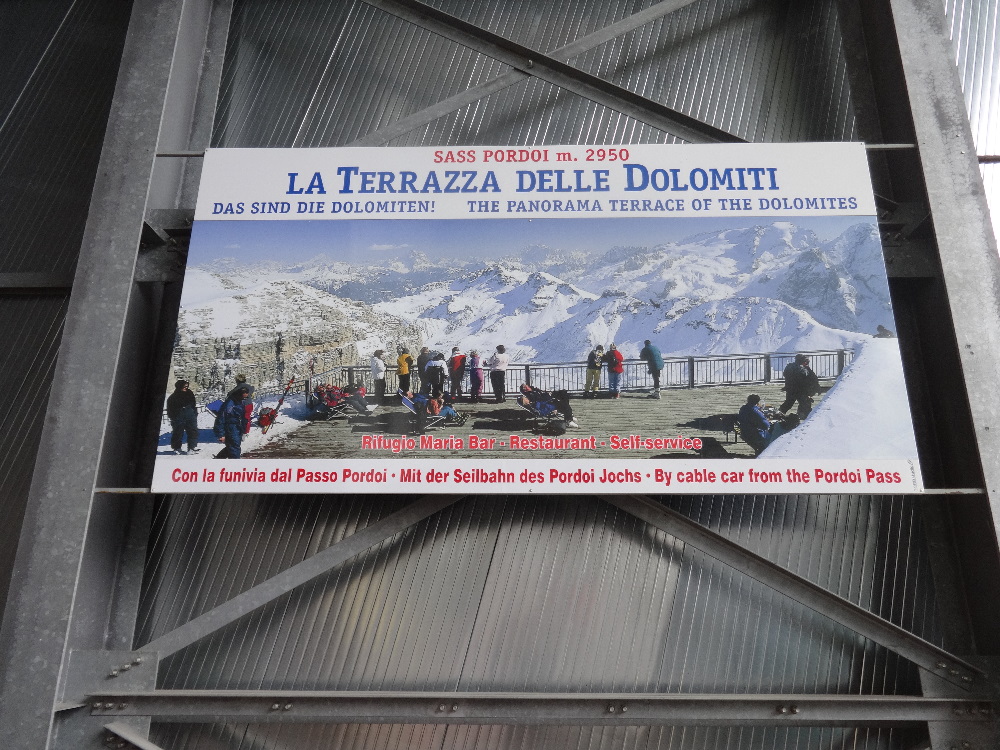 SASS PORDOI m. 2950
LA TERRAZZA DELLE DOLOMITI
DAS SIND DIE DOLOMITEN! THE PANORAMA TERRACE OF THE DOLOMITES
Rifugio Maria Bar - Restaurant - Self-service
Con la funivia dal Passo Pordoi • Mit der Seilbahn des Pordoi Jochs • By cable car from the Pordoi Pass